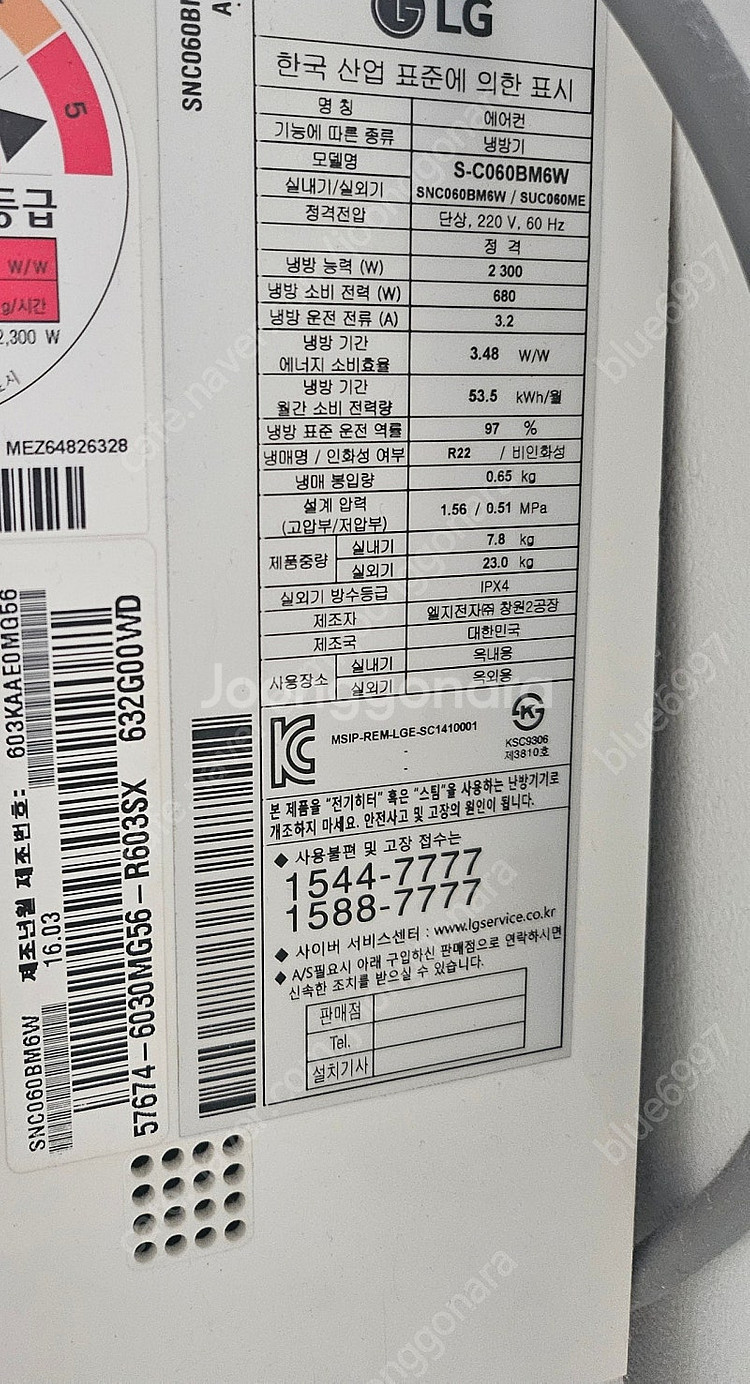 LG
한국 산업 표준에 의한 표시
명 칭 에어컨
기능에 따른 종류 냉방기
모델명 S-C060BM6W
실내기/실외기 SNC060BM6W / SUC060ME
정격전압 단상, 220 V, 60 Hz
정 격
냉방 능력 (W) 2 300
냉방 소비 전력 (W) 680
냉방 운전 전류 (A) 3.2
냉방 기간
에너지 소비효율 3.48 W/W
냉방 기간
월간 소비 전력량 53.5 kWh/월
냉방 표준 운전 역률 97 %
냉매명 / 인화성 여부 R22 / 비인화성
냉매 봉입량 0.65 kg
설계 압력
(고압부/저압부) 1.56 / 0.51 MPa
제품중량 실내기 7.8 kg
실외기 23.0 kg
실외기 방수등급 IPX4
제조자 엘지전자㈜ 창원2공장
제조국 대한민국
사용장소 실내기 옥내용
실외기 옥외용
MSIP-REM-LGE-SC1410001
-
-
KSC9306
제3810호
본 제품을 "전기히터" 혹은 "스팀"을 사용하는 난방기기로
개조하지 마세요. 안전사고 및 고장의 원인이 됩니다.
◆ 사용불편 및 고장 접수는
1544-7777
1588-7777
◆ 사이버 서비스센터 : www.lgservice.co.kr
◆ A/S필요시 아래 구입하신 판매점으로 연락하시면
신속한 조치를 받으실 수 있습니다.
판매점
Tel.
설치기사
5
등급
W/W
g/시간
2,300 W
MEZ64826328
SNC060BM6W
제조년월 제조번호: 603KAAE0MG56
16.03
57674-6030MG56-R603SX 632G00WD
Joonggonara
blue6997
blue6997
blue6997